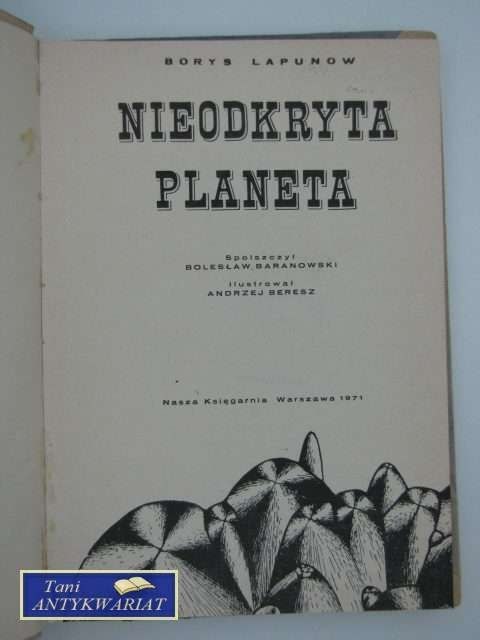 BORYS LAPUNOW
NIEODKRYTA
PLANETA
Spolszczył
BOLESŁAW BARANOWSKI
Ilustrował
ANDRZEJ BERESZ
Nasza Księgarnia Warszawa 1971
Tani
ANTYKWARIAT